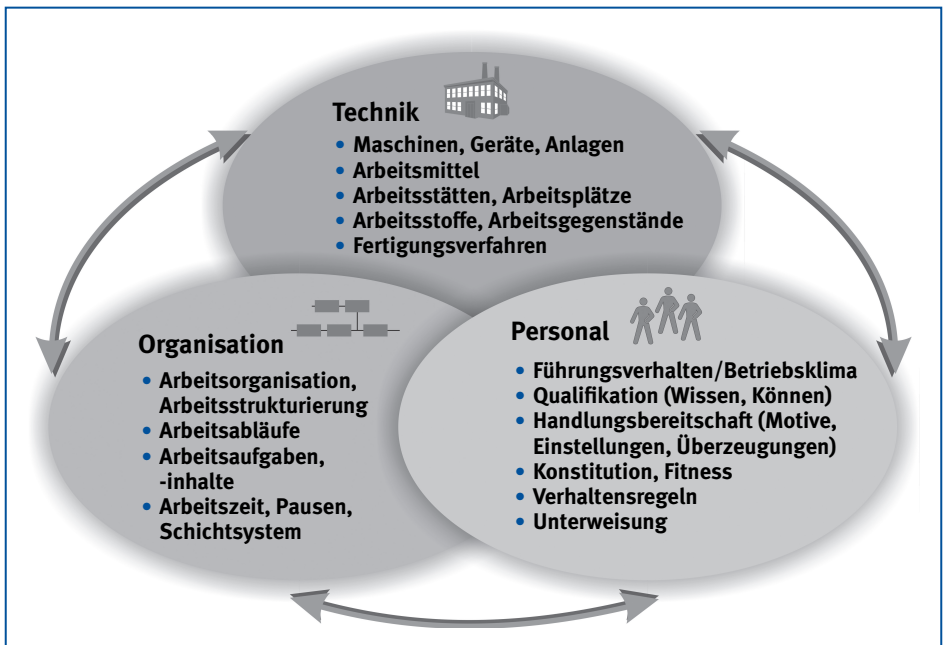 Technik
• Maschinen, Geräte, Anlagen
• Arbeitsmittel
• Arbeitsstätten, Arbeitsplätze
• Arbeitsstoffe, Arbeitsgegenstände
• Fertigungsverfahren
Organisation
• Arbeitsorganisation,
Arbeitsstrukturierung
• Arbeitsabläufe
• Arbeitsaufgaben,
-inhalte
• Arbeitszeit, Pausen,
Schichtsystem
Personal
• Führungsverhalten/Betriebsklima
• Qualifikation (Wissen, Können)
• Handlungsbereitschaft (Motive,
Einstellungen, Überzeugungen)
• Konstitution, Fitness
• Verhaltensregeln
• Unterweisung